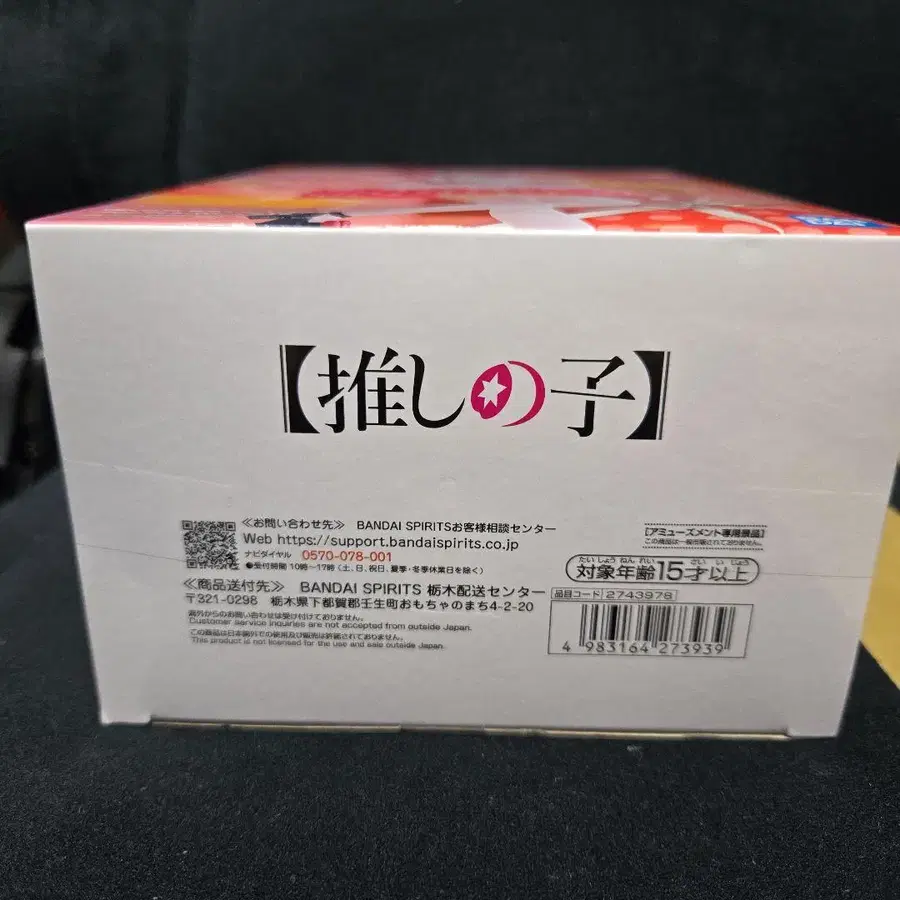 【推しの子】
≪お問い合わせ先≫ BANDAI SPIRITSお客様相談センター
Web https://support.bandaispirits.co.jp
ナビダイヤル 0570-078-001
●受付時間 10時~17時(土、日、祝日、夏季・冬季休業日を除く)
≪商品送付先≫ BANDAI SPIRITS 栃木配送センター
〒321-0298 栃木県下都賀郡壬生町おもちゃのまち4-2-20
海外からのお問い合わせは受け付けておりません。
Customer service inquiries are not accepted from outside Japan.
この商品は日本国外での使用及び販売は許諾されておりません。
This product is not licensed for the use and sale outside Japan.
【アミューズメント専用景品】
この商品は一般市販されておりません。
たいしょうねんれい さいいじょう
対象年齢15才以上
品目コード 2743978
4 983164 273939